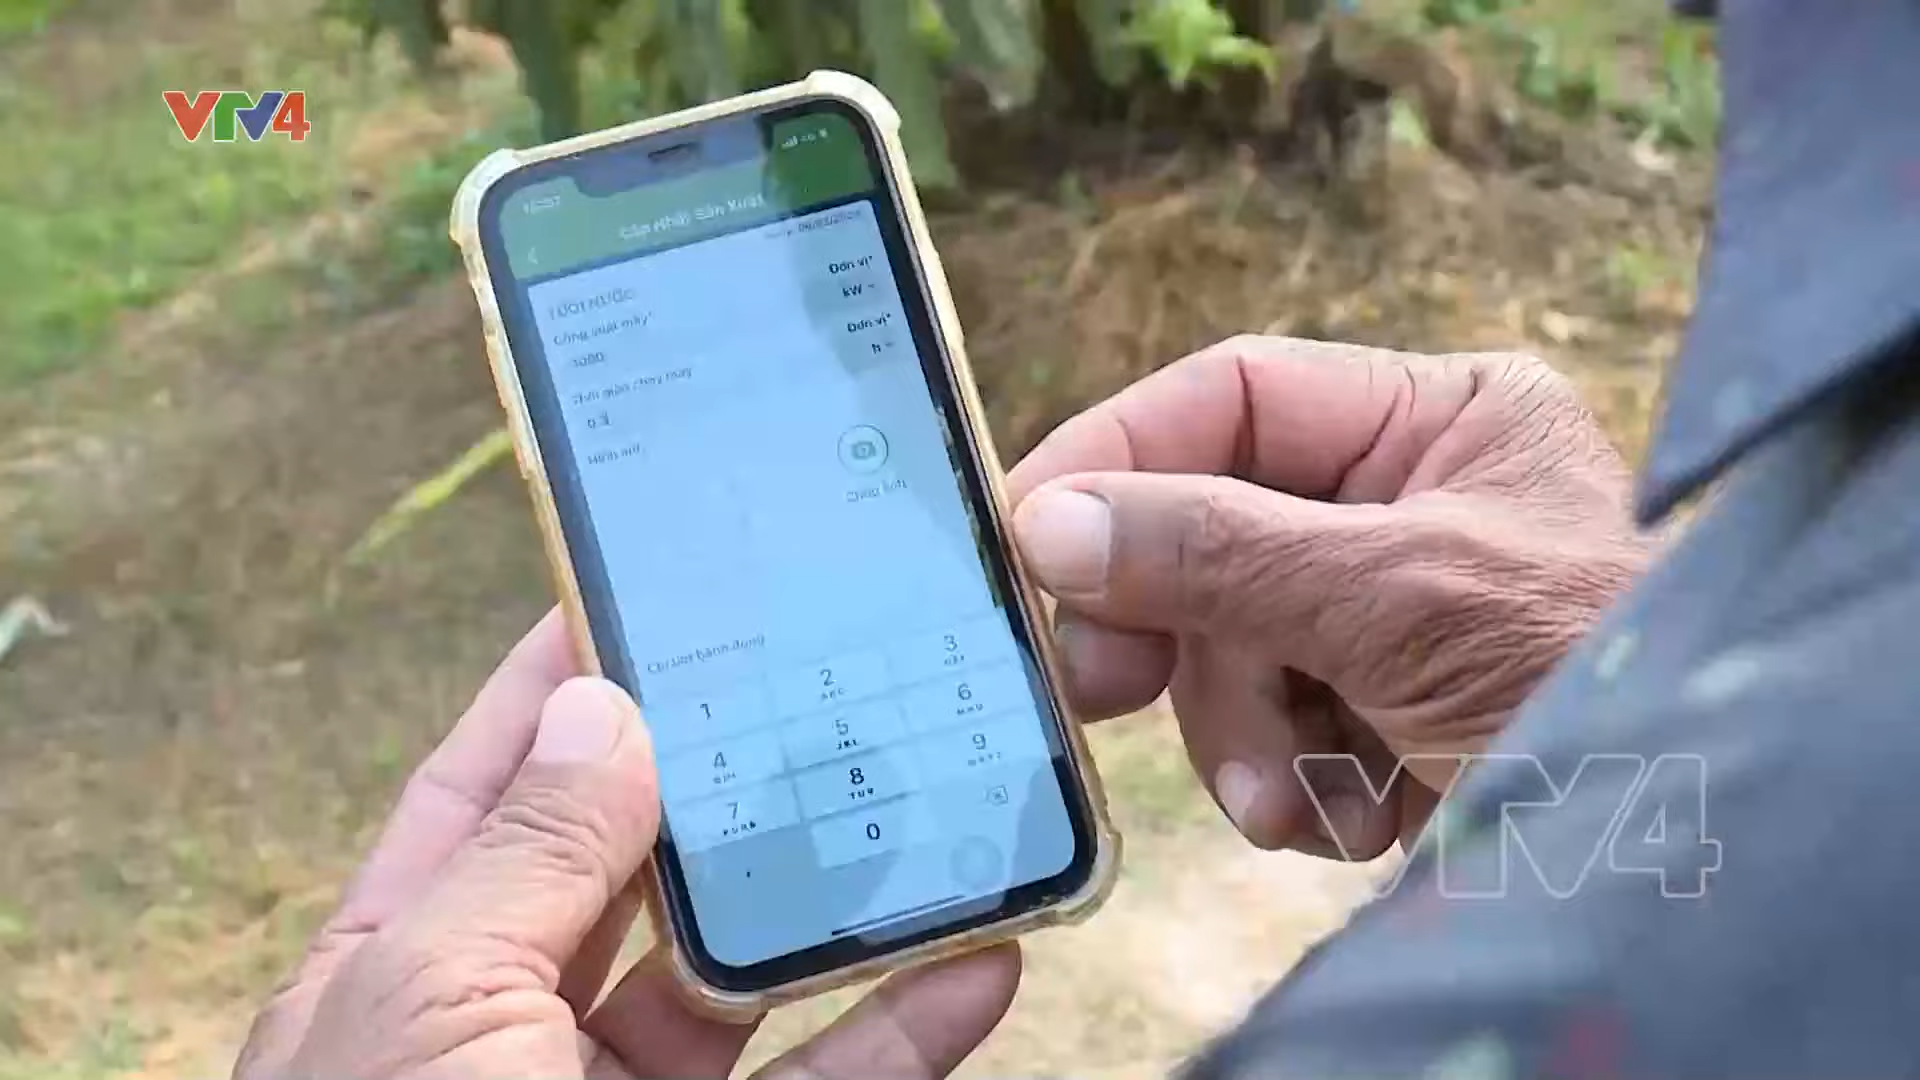 VTV4
Cập Nhật Sản Xuất
TƯỚI NƯỚC
Đơn vị*
Công suất máy*
kW
1000
Đơn vị*
Thời gian chạy máy
h
0.3
Hình ảnh
Chụp ảnh
Chi tiết hành động
1
2
ABC
3
DEF
4
GHI
5
JKL
6
MNO
7
PQRS
8
TUV
9
WXYZ
0
VTV4